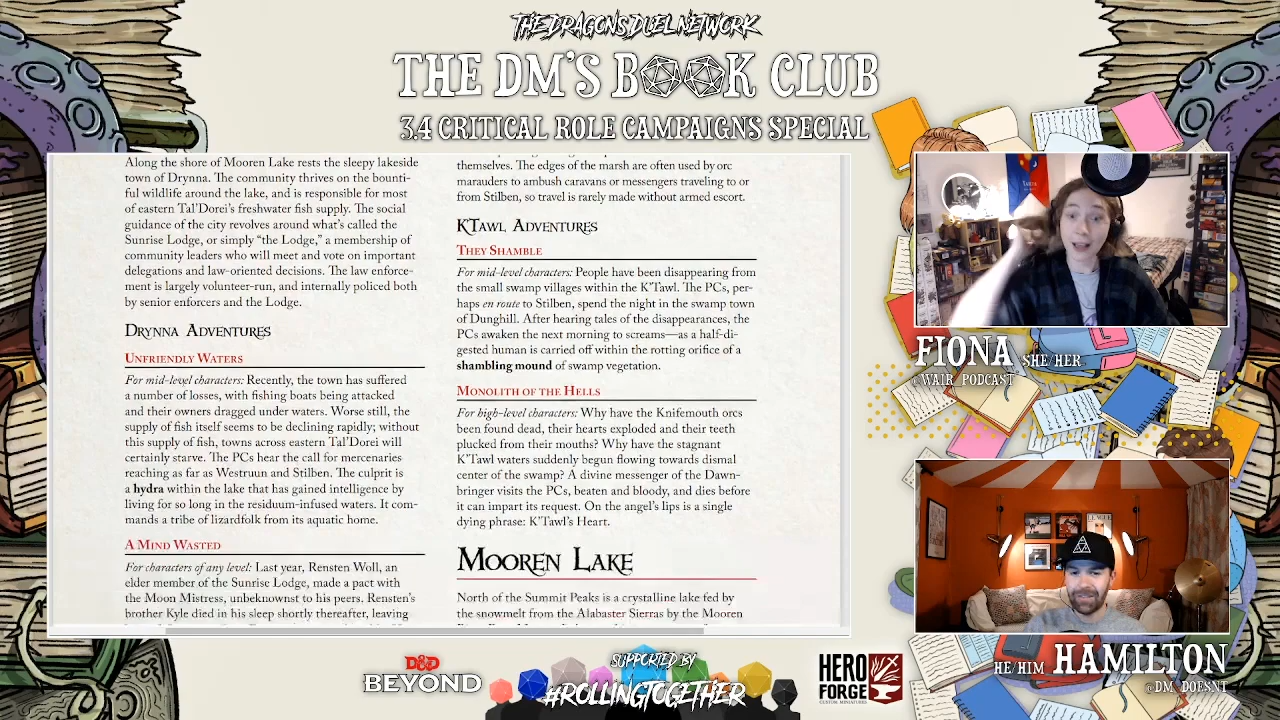 THE DRAGONS DUEL NETWORK
THE DM'S BOOK CLUB
3.4 CRITICAL ROLE CAMPAIGNS SPECIAL
Along the shore of Mooren Lake rests the sleepy lakeside
town of Drynna. The community thrives on the bounti-
ful wildlife around the lake, and is responsible for most
of eastern Tal'Dorei's freshwater fish supply. The social
guidance of the city revolves around what's called the
Sunrise Lodge, or simply "the Lodge," a membership of
community leaders who will meet and vote on important
delegations and law-oriented decisions. The law enforce-
ment is largely volunteer-run, and internally policed both
by senior enforcers and the Lodge.
Drynna Adventures
Unfriendly Waters
For mid-level characters: Recently, the town has suffered
a number of losses, with fishing boats being attacked
and their owners dragged under waters. Worse still, the
supply of fish itself seems to be declining rapidly; without
this supply of fish, towns across eastern Tal'Dorei will
certainly starve. The PCs hear the call for mercenaries
reaching as far as Westruun and Stilben. The culprit is
a hydra within the lake that has gained intelligence by
living for so long in the residuum-infused waters. It com-
mands a tribe of lizardfolk from its aquatic home.
A Mind Wasted
For characters of any level: Last year, Rensten Woll, an
elder member of the Sunrise Lodge, made a pact with
the Moon Mistress, unbeknownst to his peers. Rensten's
brother Kyle died in his sleep shortly thereafter, leaving
themselves. The edges of the marsh are often used by orc
marauders to ambush caravans or messengers traveling to or
from Stilben, so travel is rarely made without armed escort.
K'Tawl Adventures
They Shamble
For mid-level characters: People have been disappearing from
the small swamp villages within the K'Tawl. The PCs, per-
haps en route to Stilben, spend the night in the swamp town
of Dunghill. After hearing tales of the disappearances, the
PCs awaken the next morning to screams—as a half-di-
gested human is carried off within the rotting orifice of a
shambling mound of swamp vegetation.
Monolith of the Hells
For high-level characters: Why have the Knifemouth orcs
been found dead, their hearts exploded and their teeth
plucked from their mouths? Why have the stagnant
K'Tawl waters suddenly begun flowing towards dismal
center of the swamp? A divine messenger of the Dawn-
bringer visits the PCs, beaten and bloody, and dies before
it can impart its request. On the angel's lips is a single
dying phrase: K'Tawl's Heart.
Mooren Lake
North of the Summit Peaks is a crystalline lake fed by
the snowmelt from the Alabaster Sierras by the Mooren
FIONA SHE/HER
@WAIR_PODCAST
HE/HIM HAMILTON
@DM_DOESNT
D&D
BEYOND
SUPPORTED BY
#ROLLINGTOGETHER
HERO
FORGE
CUSTOM MINIATURES